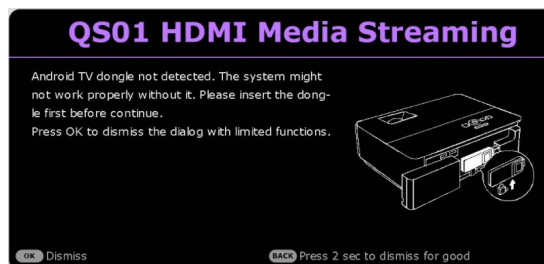 QS01 HDMI Media Streaming
Android TV dongle not detected. The system might
not work properly without it. Please insert the dong-
le first before continue.
Press OK to dismiss the dialog with limited functions.
OK Dismiss
BACK Press 2 sec to dismiss for good